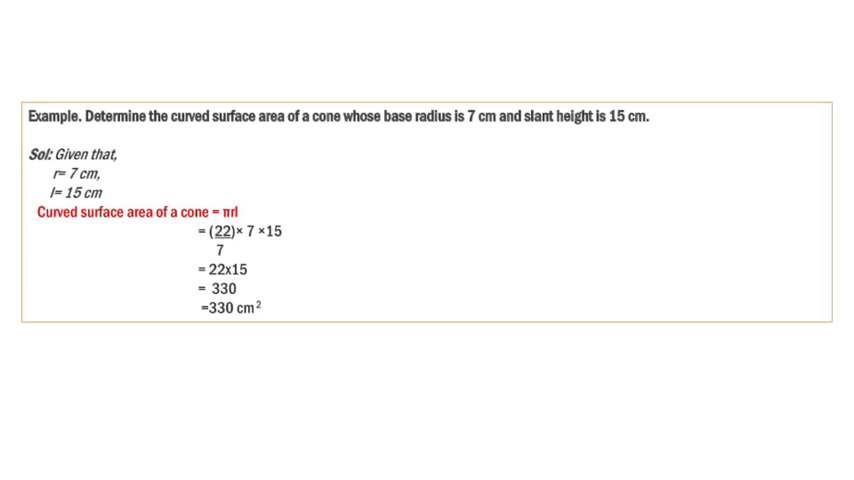 Example. Determine the curved surface area of a cone whose base radius is 7 cm and slant height is 15 cm.
Sol: Given that,
r= 7 cm,
l= 15 cm
Curved surface area of a cone = πrl
= (22)× 7 ×15
7
= 22x15
= 330
=330 cm²